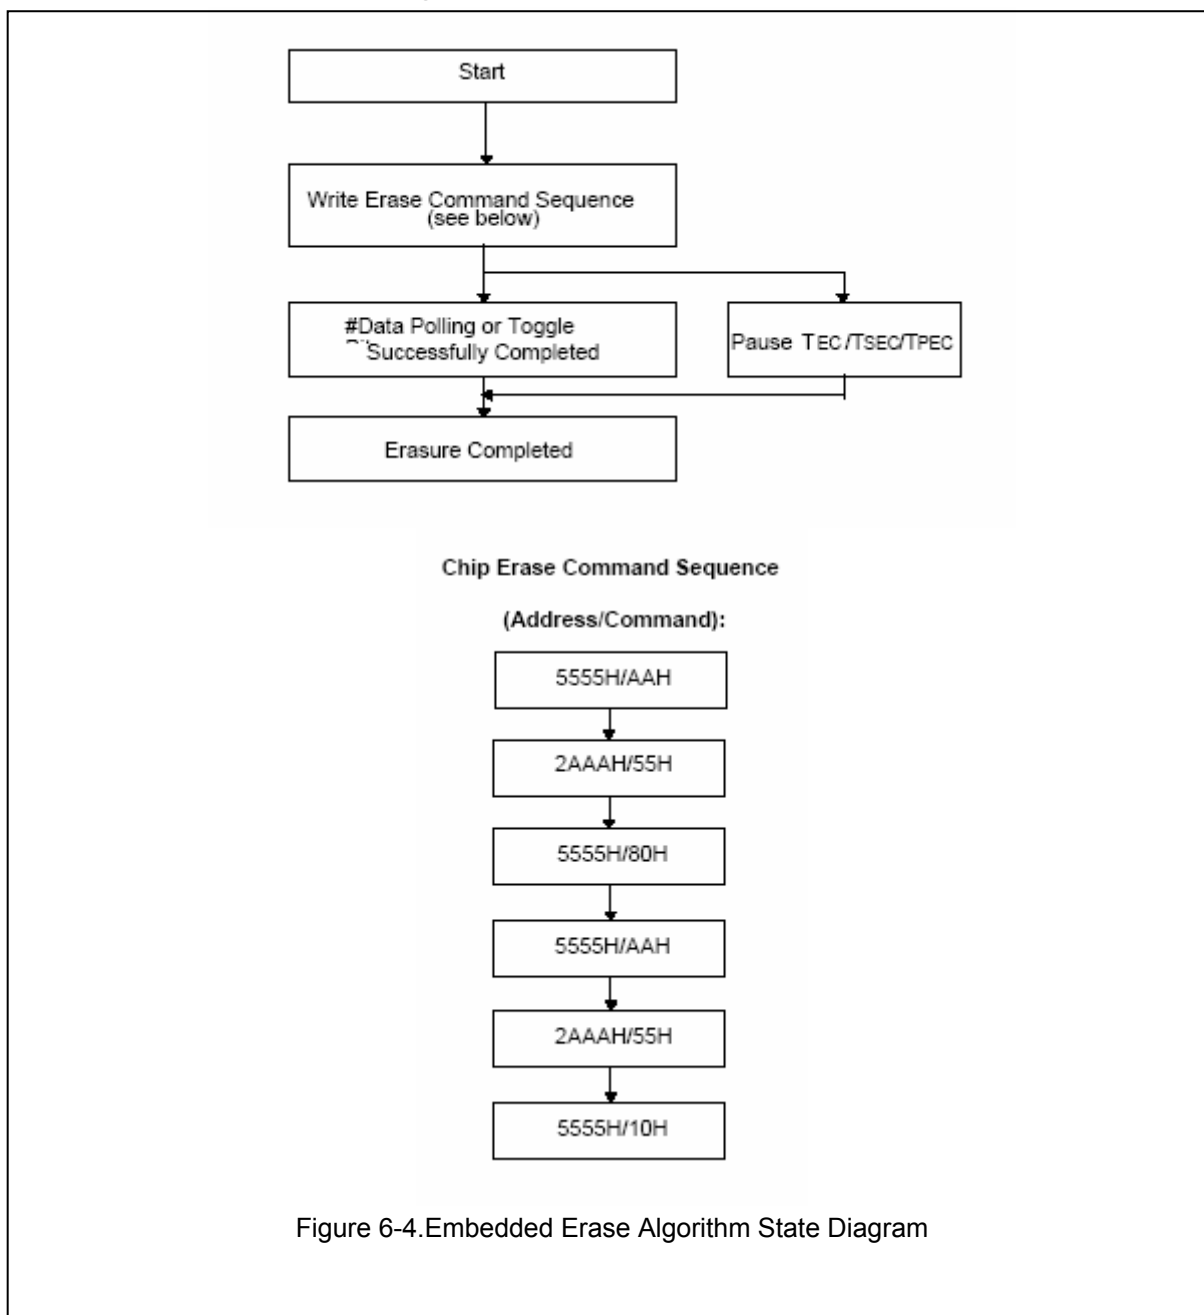 Start
Write Erase Command Sequence
(see below)
#Data Polling or Toggle
Successfully Completed
Pause TEC/TSEC/TPEC
Erasure Completed
Chip Erase Command Sequence
(Address/Command):
5555H/AAH
2AAAH/55H
5555H/80H
5555H/AAH
2AAAH/55H
5555H/10H
Figure 6-4.Embedded Erase Algorithm State Diagram